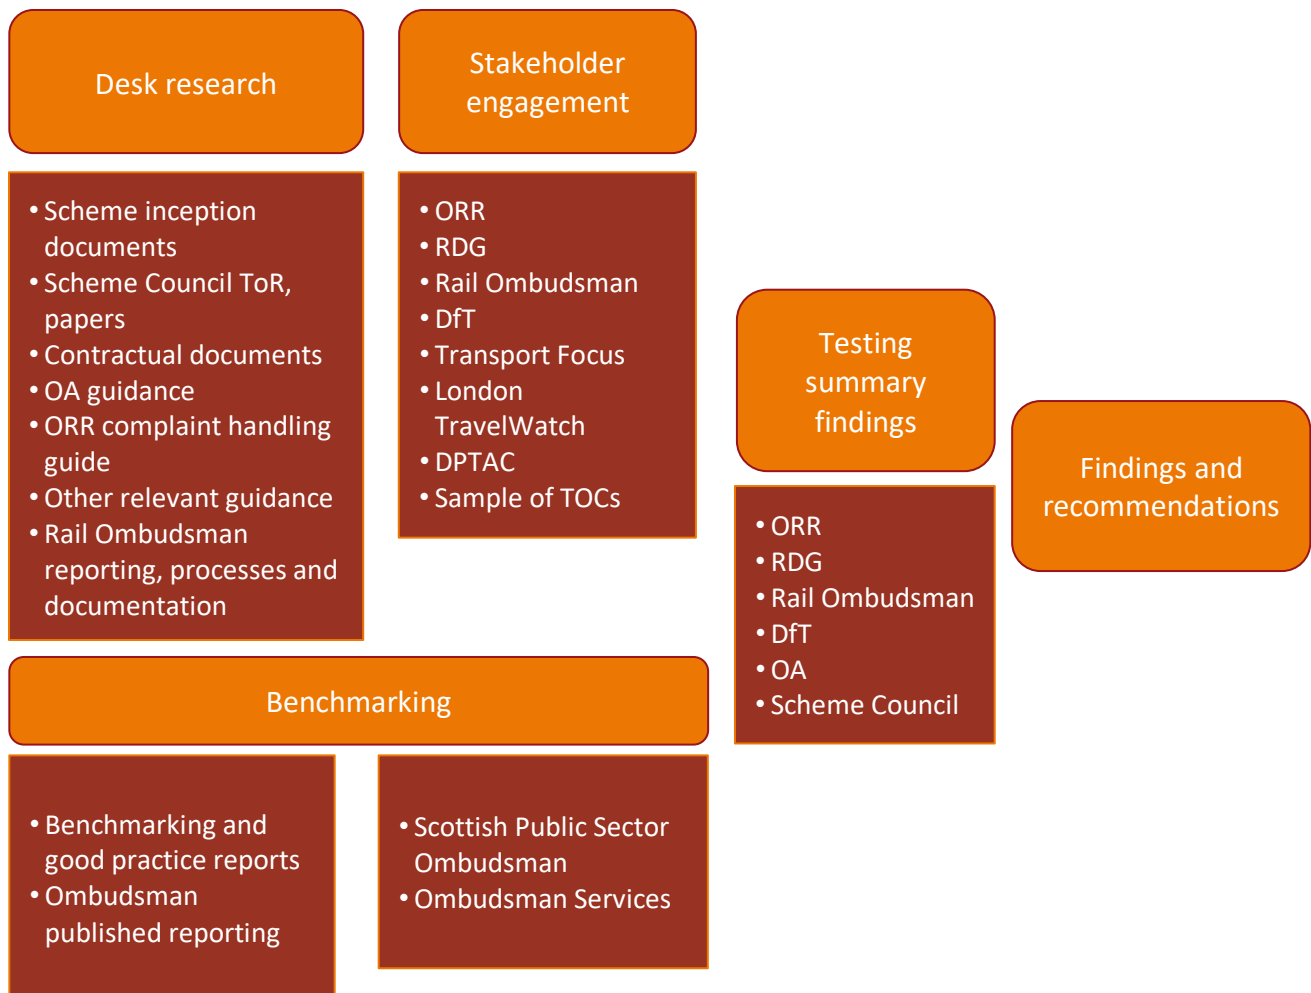 Desk research
• Scheme inception
documents
• Scheme Council ToR,
papers
• Contractual documents
• OA guidance
• ORR complaint handling
guide
• Other relevant guidance
• Rail Ombudsman
reporting, processes and
documentation
Stakeholder
engagement
• ORR
• RDG
• Rail Ombudsman
• DfT
• Transport Focus
• London
TravelWatch
• DPTAC
• Sample of TOCs
Benchmarking
• Benchmarking and
good practice reports
• Ombudsman
published reporting
• Scottish Public Sector
Ombudsman
• Ombudsman Services
Testing
summary
findings
• ORR
• RDG
• Rail Ombudsman
• DfT
• OA
• Scheme Council
Findings and
recommendations